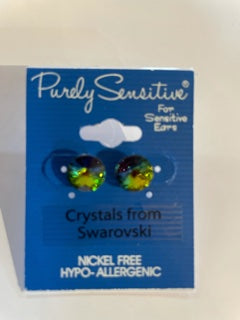 Purely Sensitive®
For
Sensitive
Ears
Crystals from
Swarovski
NICKEL FREE
HYPO-ALLERGENIC